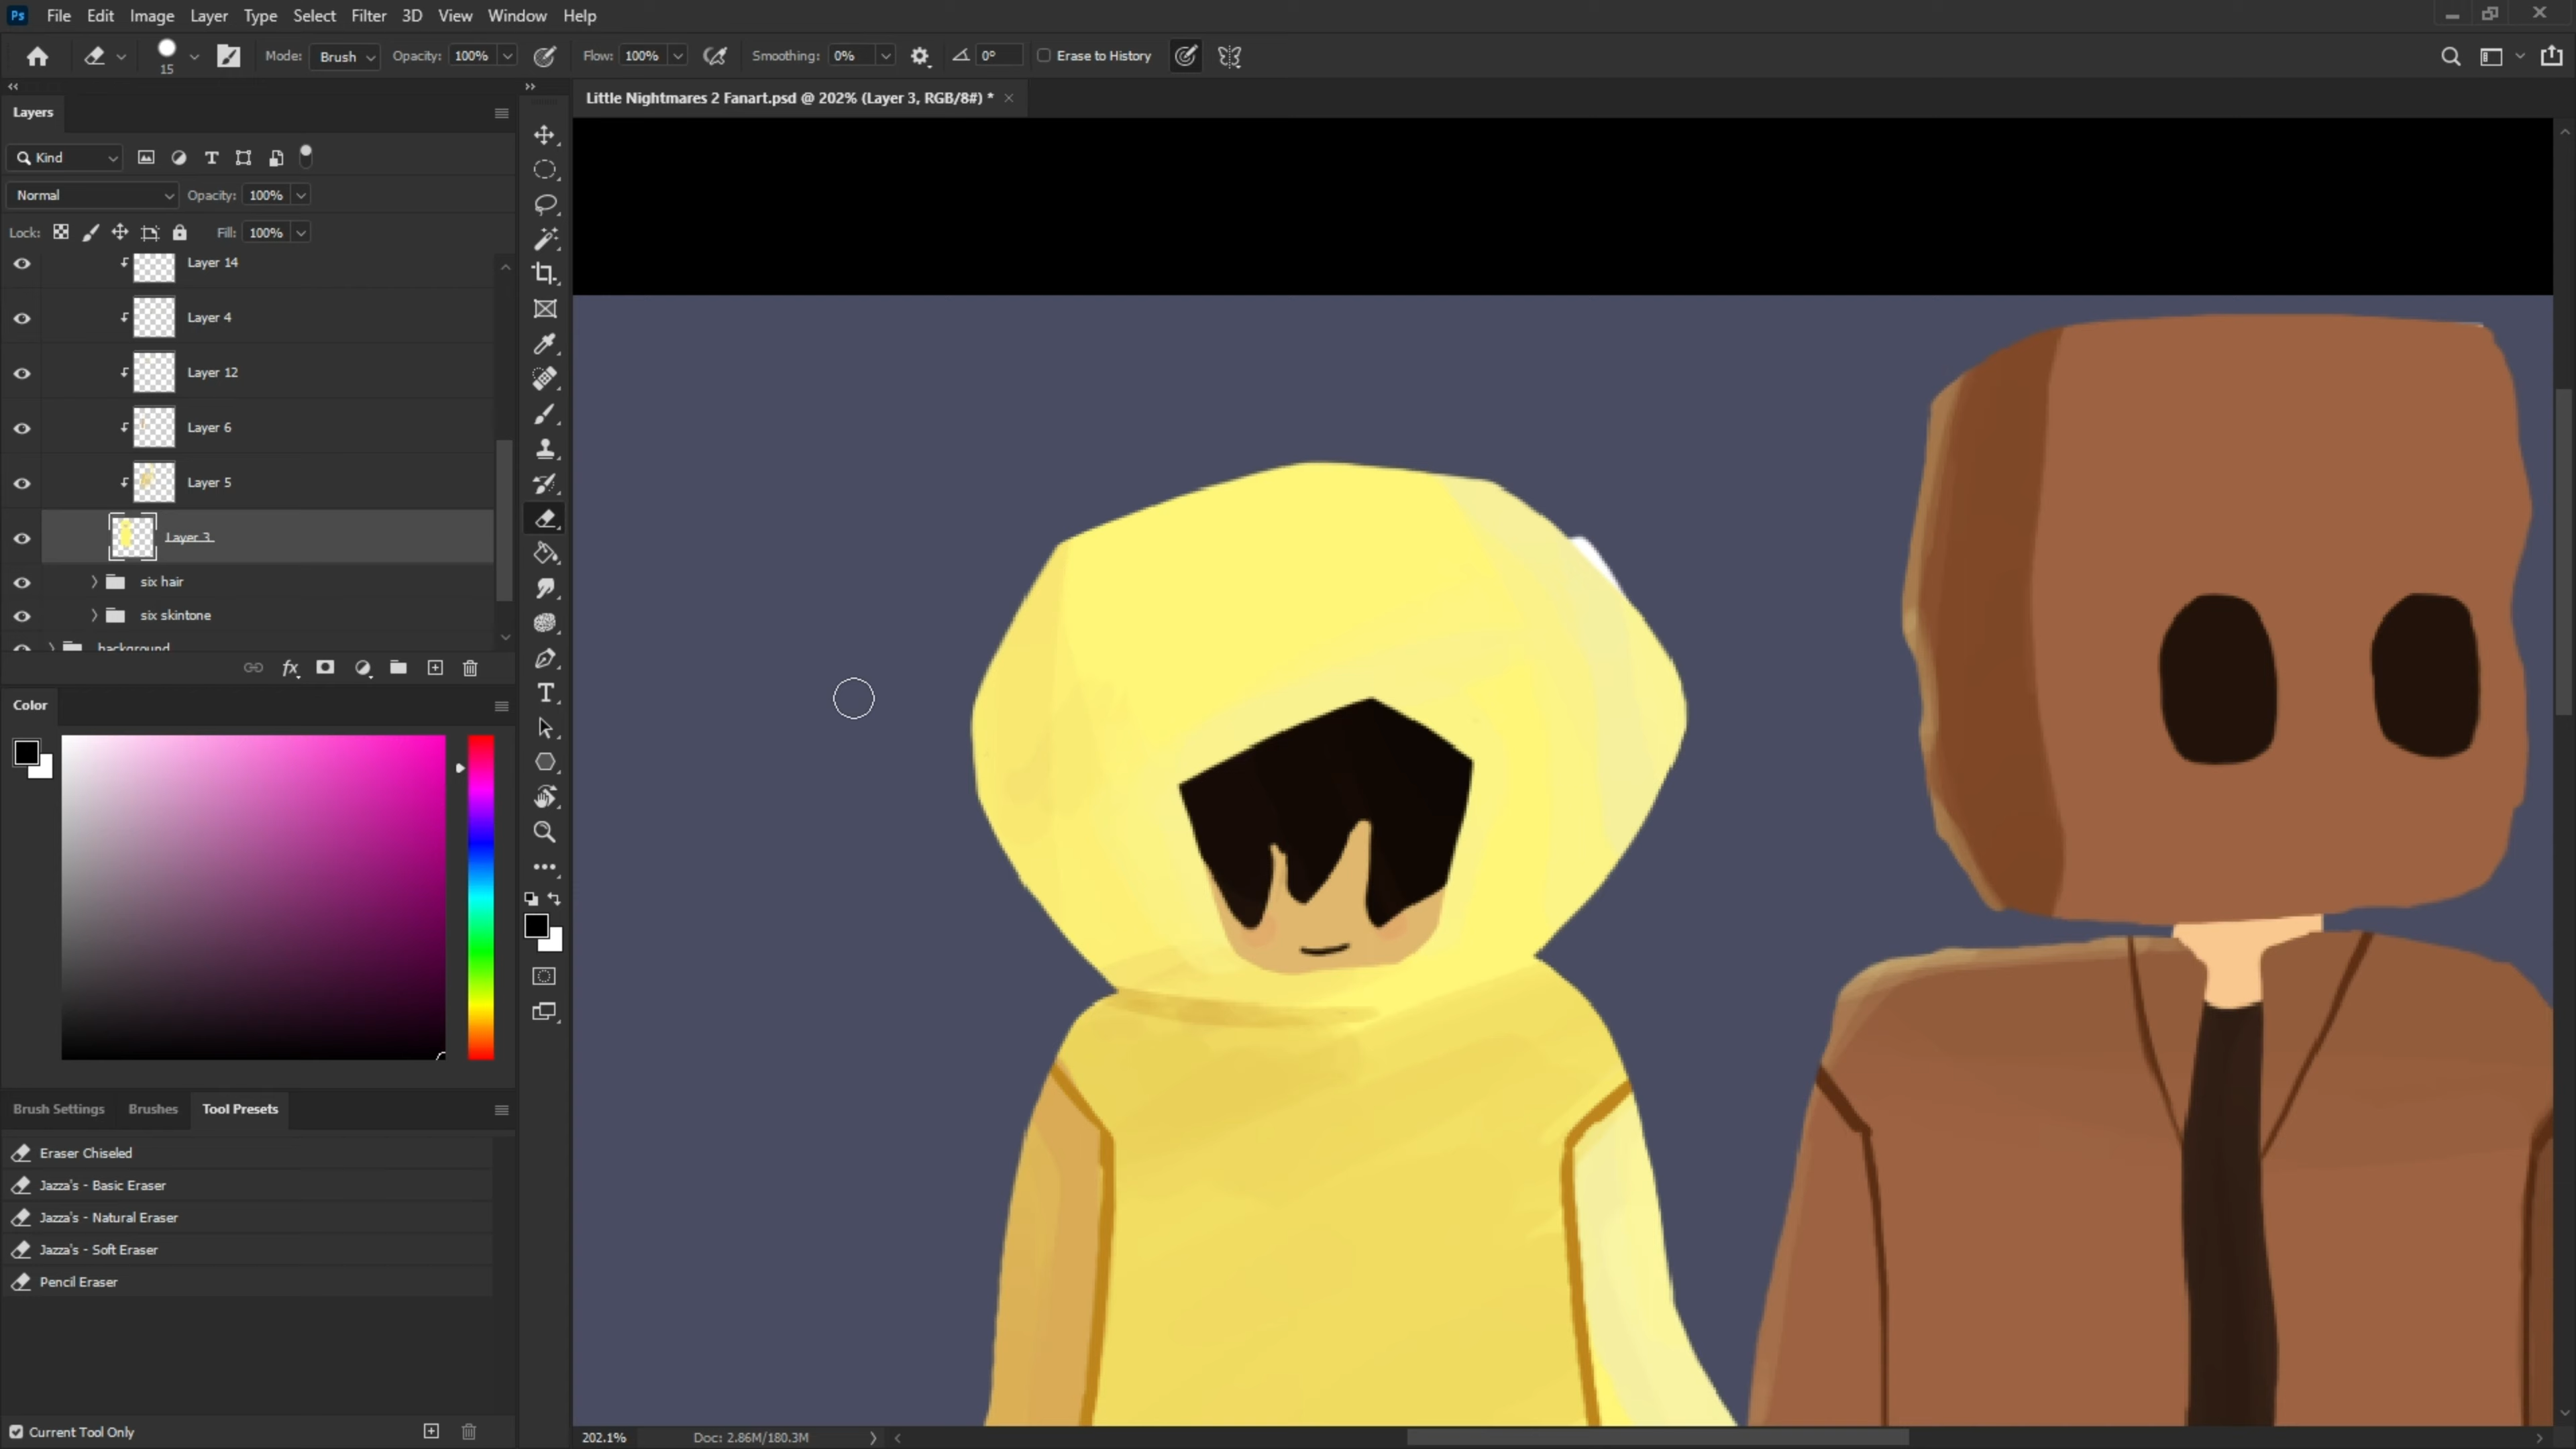 Ps File Edit Image Layer Type Select Filter 3D View Window Help
15 Mode: Brush Opacity: 100% Flow: 100% Smoothing: 0% 0° Erase to History
Layers
Little Nightmares 2 Fanart.psd @ 202% (Layer 3, RGB/8#) *
Kind
Normal Opacity: 100%
Lock: Fill: 100%
Layer 14
Layer 4
Layer 12
Layer 6
Layer 5
Layer 3
six hair
six skintone
background
Color
Brush Settings Brushes Tool Presets
Eraser Chiseled
Jazza's - Basic Eraser
Jazza's - Natural Eraser
Jazza's - Soft Eraser
Pencil Eraser
Current Tool Only
202.1% Doc: 2.86M/180.3M